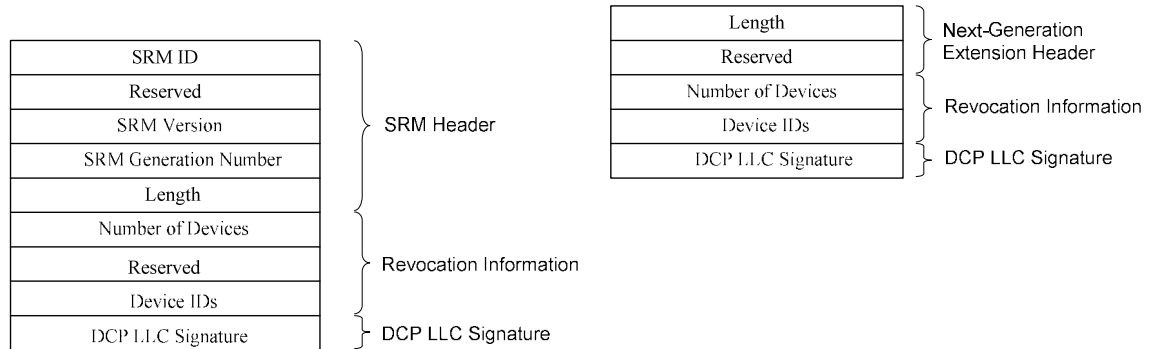 SRM ID
Reserved
SRM Version
SRM Generation Number
Length
SRM Header
Number of Devices
Reserved
Device IDs
Revocation Information
DCP LLC Signature
DCP LLC Signature
Length
Reserved
Next-Generation
Extension Header
Number of Devices
Device IDs
Revocation Information
DCP LLC Signature
DCP LLC Signature